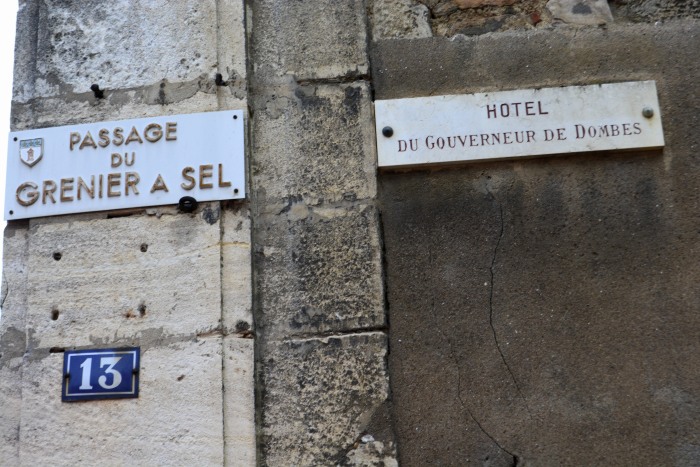 PASSAGE
DU
GRENIER A SEL
HOTEL
DU GOUVERNEUR DE DOMBES
13